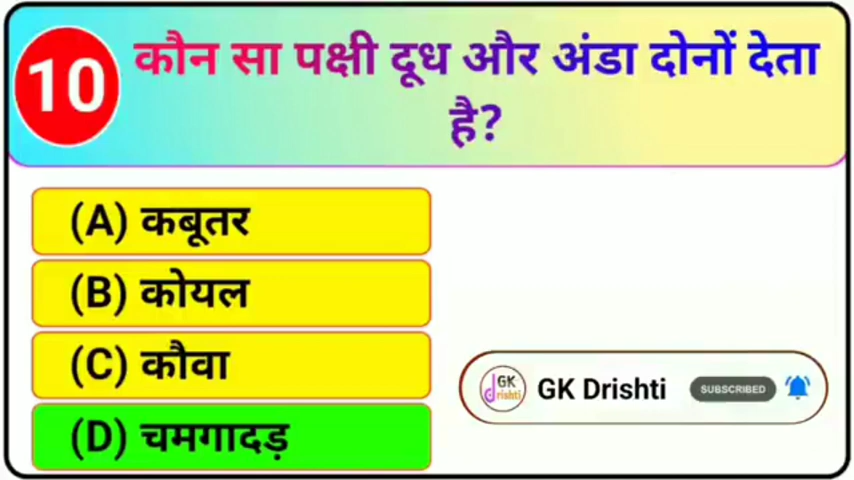 10
कौन सा पक्षी दूध और अंडा दोनों देता
है?
(A) कबूतर
(B) कोयल
(C) कौवा
(D) चमगादड़
GK
drishti
GK Drishti
SUBSCRIBED